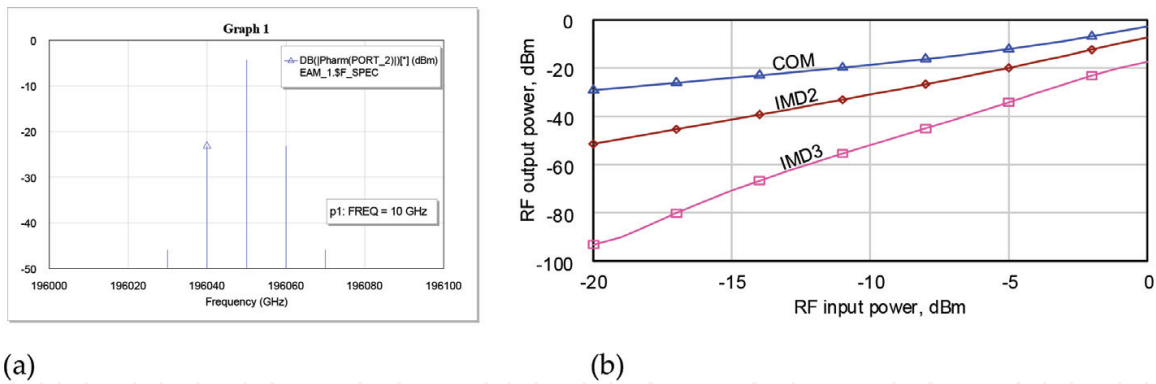 Graph 1
DB(|Pharm(PORT_2)|)[*] (dBm)
EAM_1.$F_SPEC
p1: FREQ = 10 GHz
0
-10
-20
-30
-40
-50
196000 196020 196040 196060 196080 196100
Frequency (GHz)
(a)
RF output power, dBm
0
-20
-40
-60
-80
-100
COM
IMD2
IMD3
-20 -15 -10 -5 0
RF input power, dBm
(b)